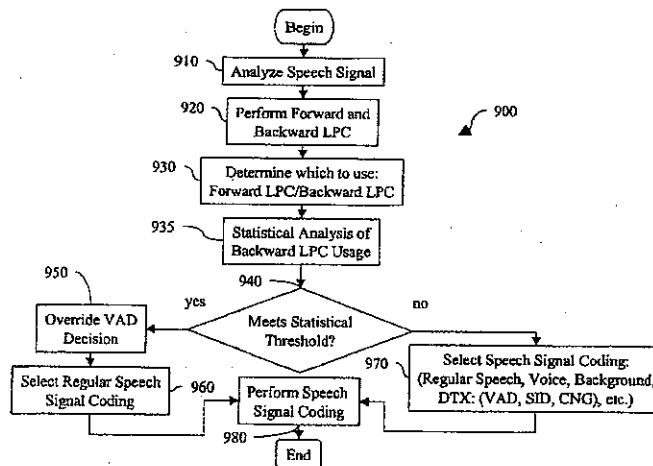 Begin
910
Analyze Speech Signal
920
Perform Forward and
Backward LPC
900
930
Determine which to use:
Forward LPC/Backward LPC
935
Statistical Analysis of
Backward LPC Usage
940
950
yes
no
Override VAD
Decision
Meets Statistical
Threshold?
Select Regular Speech
Signal Coding
960
Perform Speech
Signal Coding
970
Select Speech Signal Coding:
(Regular Speech, Voice, Background,
DTX: (VAD, SID, CNG), etc.)
980
End